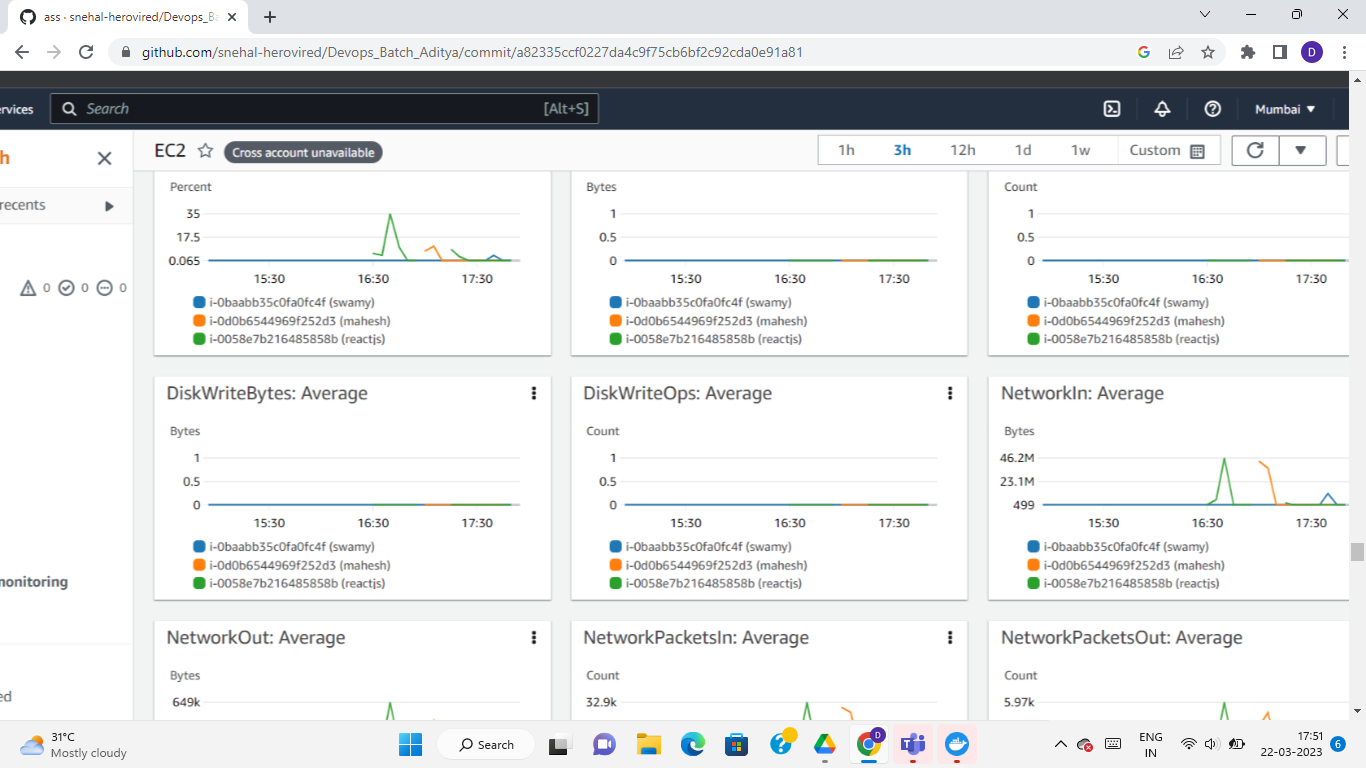 ass · snehal-herovired/Devops_Ba
github.com/snehal-herovired/Devops_Batch_Aditya/commit/a82335ccf0227da4c9f75cb6bf2c92cda0e91a81
D
ervices
Search
[Alt+S]
Mumbai
h
EC2
Cross account unavailable
1h 3h 12h 1d 1w Custom
recents
0 0 0
Percent
35
17.5
0.065
15:30 16:30 17:30
i-0baabb35c0fa0fc4f (swamy)
i-0d0b6544969f252d3 (mahesh)
i-0058e7b216485858b (reactjs)
Bytes
1
0.5
0
15:30 16:30 17:30
i-0baabb35c0fa0fc4f (swamy)
i-0d0b6544969f252d3 (mahesh)
i-0058e7b216485858b (reactjs)
Count
1
0.5
0
15:30 16:30 17:30
i-0baabb35c0fa0fc4f (swamy)
i-0d0b6544969f252d3 (mahesh)
i-0058e7b216485858b (reactjs)
DiskWriteBytes: Average
Bytes
1
0.5
0
15:30 16:30 17:30
i-0baabb35c0fa0fc4f (swamy)
i-0d0b6544969f252d3 (mahesh)
i-0058e7b216485858b (reactjs)
DiskWriteOps: Average
Count
1
0.5
0
15:30 16:30 17:30
i-0baabb35c0fa0fc4f (swamy)
i-0d0b6544969f252d3 (mahesh)
i-0058e7b216485858b (reactjs)
NetworkIn: Average
Bytes
46.2M
23.1M
499
15:30 16:30 17:30
i-0baabb35c0fa0fc4f (swamy)
i-0d0b6544969f252d3 (mahesh)
i-0058e7b216485858b (reactjs)
monitoring
ed
NetworkOut: Average
Bytes
649k
NetworkPacketsIn: Average
Count
32.9k
NetworkPacketsOut: Average
Count
5.97k
31°C
Mostly cloudy
Search
D
ENG
IN
17:51
22-03-2023
6